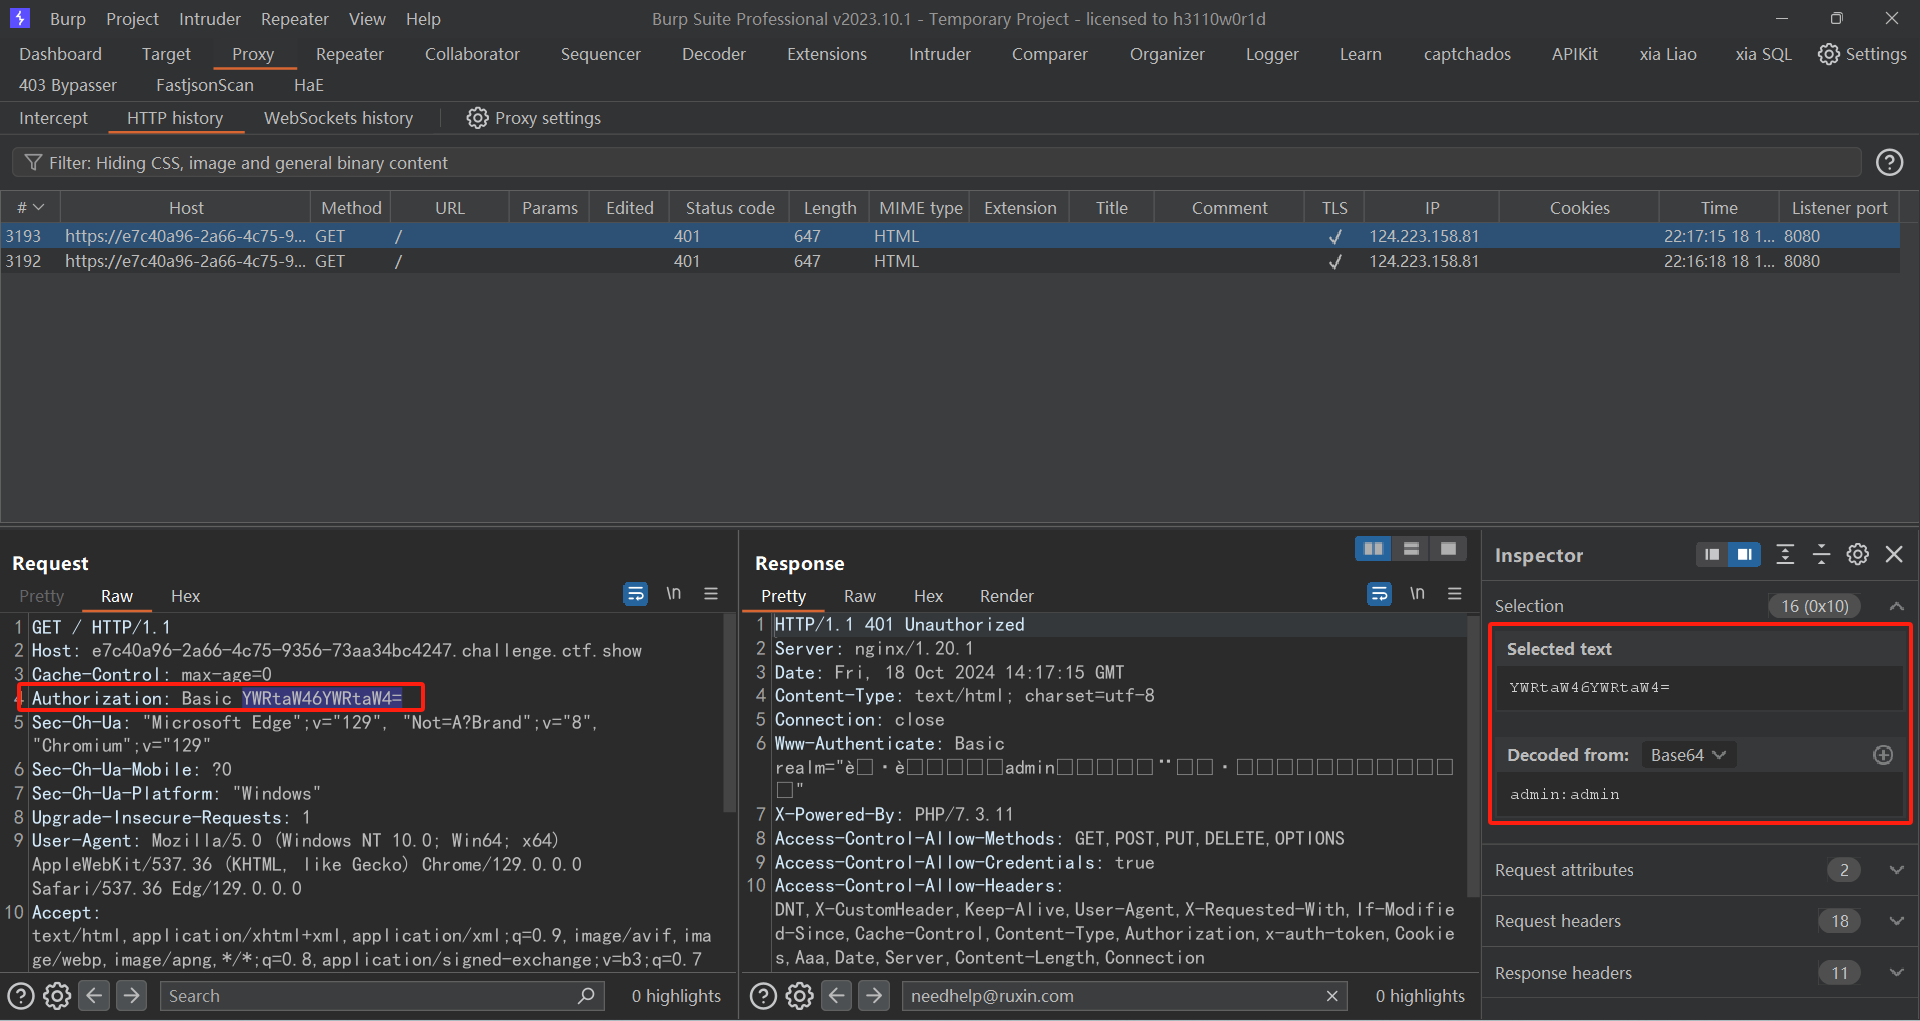 Burp Project Intruder Repeater View Help Burp Suite Professional v2023.10.1 - Temporary Project - licensed to h3110w0r1d
Dashboard Target Proxy Repeater Collaborator Sequencer Decoder Extensions Intruder Comparer Organizer Logger Learn captchados APIKit xia Liao xia SQL Settings
403 Bypasser FastjsonScan HaE
Intercept HTTP history WebSockets history Proxy settings
Filter: Hiding CSS, image and general binary content
# Host Method URL Params Edited Status code Length MIME type Extension Title Comment TLS IP Cookies Time Listener port
3193 https://e7c40a96-2a66-4c75-9... GET / 401 647 HTML ✓ 124.223.158.81 22:17:15 18 1... 8080
3192 https://e7c40a96-2a66-4c75-9... GET / 401 647 HTML ✓ 124.223.158.81 22:16:18 18 1... 8080
Request
Pretty Raw Hex \n
1 GET / HTTP/1.1
2 Host: e7c40a96-2a66-4c75-9356-73aa34bc4247.challenge.ctf.show
3 Cache-Control: max-age=0
4 Authorization: Basic YWRtaW46YWRtaW4=
5 Sec-Ch-Ua: "Microsoft Edge";v="129", "Not=A?Brand";v="8",
"Chromium";v="129"
6 Sec-Ch-Ua-Mobile: ?0
7 Sec-Ch-Ua-Platform: "Windows"
8 Upgrade-Insecure-Requests: 1
9 User-Agent: Mozilla/5.0 (Windows NT 10.0; Win64; x64)
AppleWebKit/537.36 (KHTML, like Gecko) Chrome/129.0.0.0
Safari/537.36 Edg/129.0.0.0
10 Accept:
text/html,application/xhtml+xml,application/xml;q=0.9,image/avif,ima
ge/webp,image/apng,*/*;q=0.8,application/signed-exchange;v=b3;q=0.7
Search 0 highlights
Response
Pretty Raw Hex Render \n
1 HTTP/1.1 401 Unauthorized
2 Server: nginx/1.20.1
3 Date: Fri, 18 Oct 2024 14:17:15 GMT
4 Content-Type: text/html; charset=utf-8
5 Connection: close
6 Www-Authenticate: Basic
realm="è□·è□□□□□admin□□□□□¨□□·□□□□□□□□□□□
□"
7 X-Powered-By: PHP/7.3.11
8 Access-Control-Allow-Methods: GET,POST,PUT,DELETE,OPTIONS
9 Access-Control-Allow-Credentials: true
10 Access-Control-Allow-Headers:
DNT,X-CustomHeader,Keep-Alive,User-Agent,X-Requested-With,If-Modifie
d-Since,Cache-Control,Content-Type,Authorization,x-auth-token,Cookie
s,Aaa,Date,Server,Content-Length,Connection
needhelp@ruxin.com 0 highlights
Inspector
Selection 16 (0x10)
Selected text
YWRtaW46YWRtaW4=
Decoded from: Base64
admin:admin
Request attributes 2
Request headers 18
Response headers 11